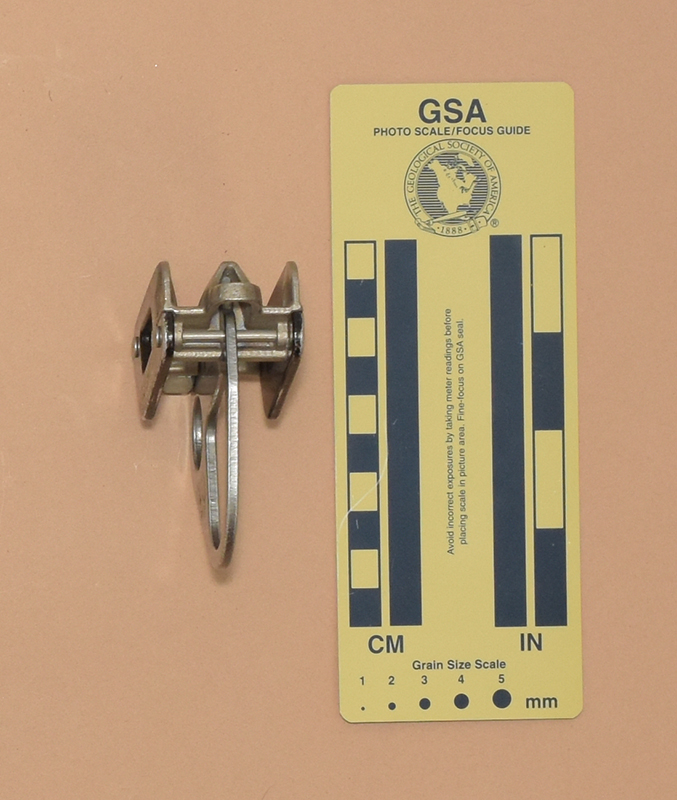 GSA
PHOTO SCALE/FOCUS GUIDE
THE GEOLOGICAL SOCIETY OF AMERICA
·1888·
®
Avoid incorrect exposures by taking meter readings before
placing scale in picture area. Fine-focus on GSA seal.
CM
IN
Grain Size Scale
1 2 3 4 5
mm